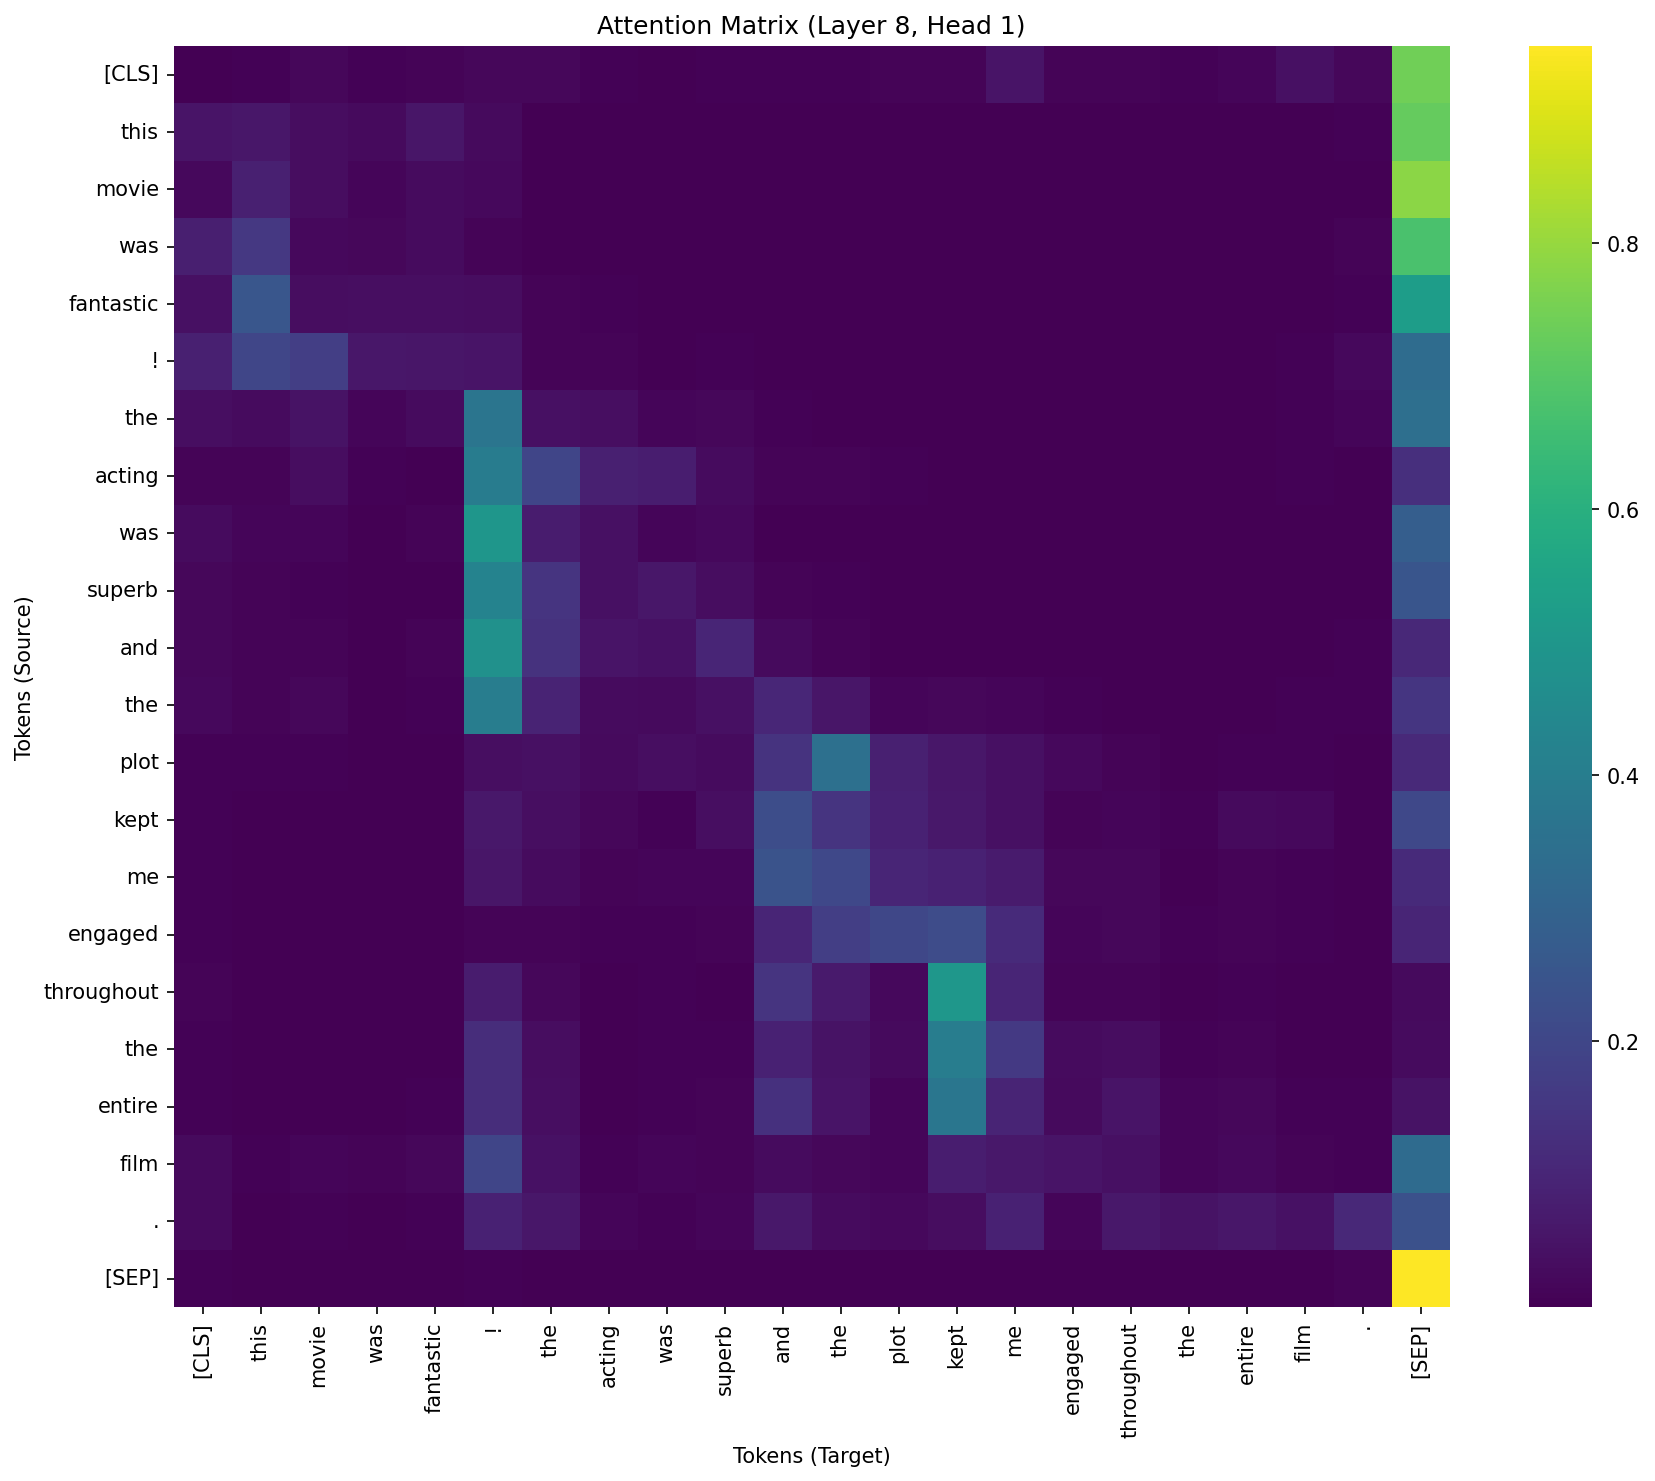 Attention Matrix (Layer 8, Head 1)
Tokens (Source)
[CLS]
this
movie
was
fantastic
!
the
acting
was
superb
and
the
plot
kept
me
engaged
throughout
the
entire
film
.
[SEP]
[CLS] this movie was fantastic ! the acting was superb and the plot kept me engaged throughout the entire film . [SEP]
Tokens (Target)
0.8
0.6
0.4
0.2